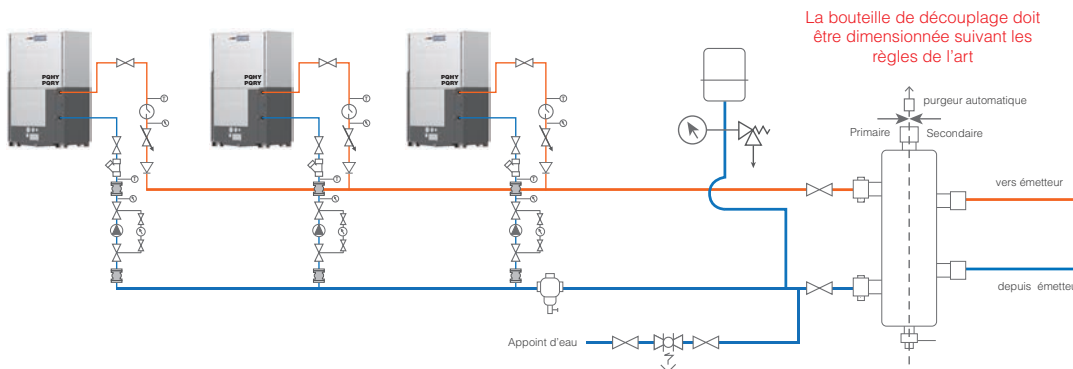 La bouteille de découplage doit
être dimensionnée suivant les
règles de l'art
PQHY
PQRY
PQHY
PQRY
PQHY
PQRY
purgeur automatique
Primaire
Secondaire
vers émetteur
depuis émetteur
Appoint d'eau